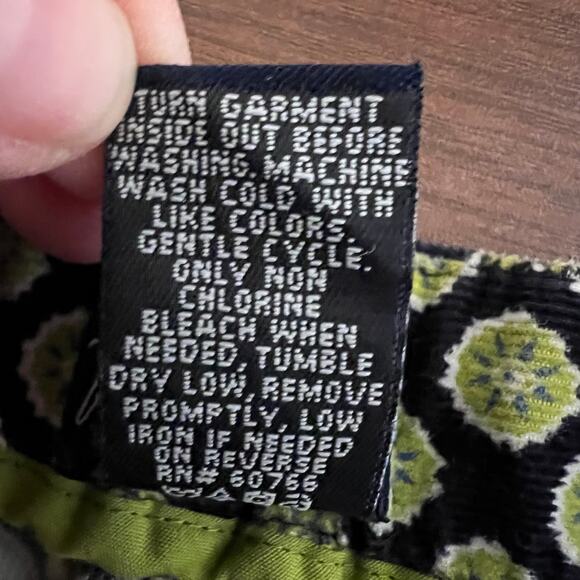 TURN GARMENT
INSIDE OUT BEFORE
WASHING, MACHINE
WASH COLD WITH
LIKE COLORS,
GENTLE CYCLE.
ONLY NON
CHLORINE
BLEACH WHEN
NEEDED, TUMBLE
DRY LOW, REMOVE
PROMPTLY, LOW
IRON IF NEEDED
ON REVERSE
RN# 60766